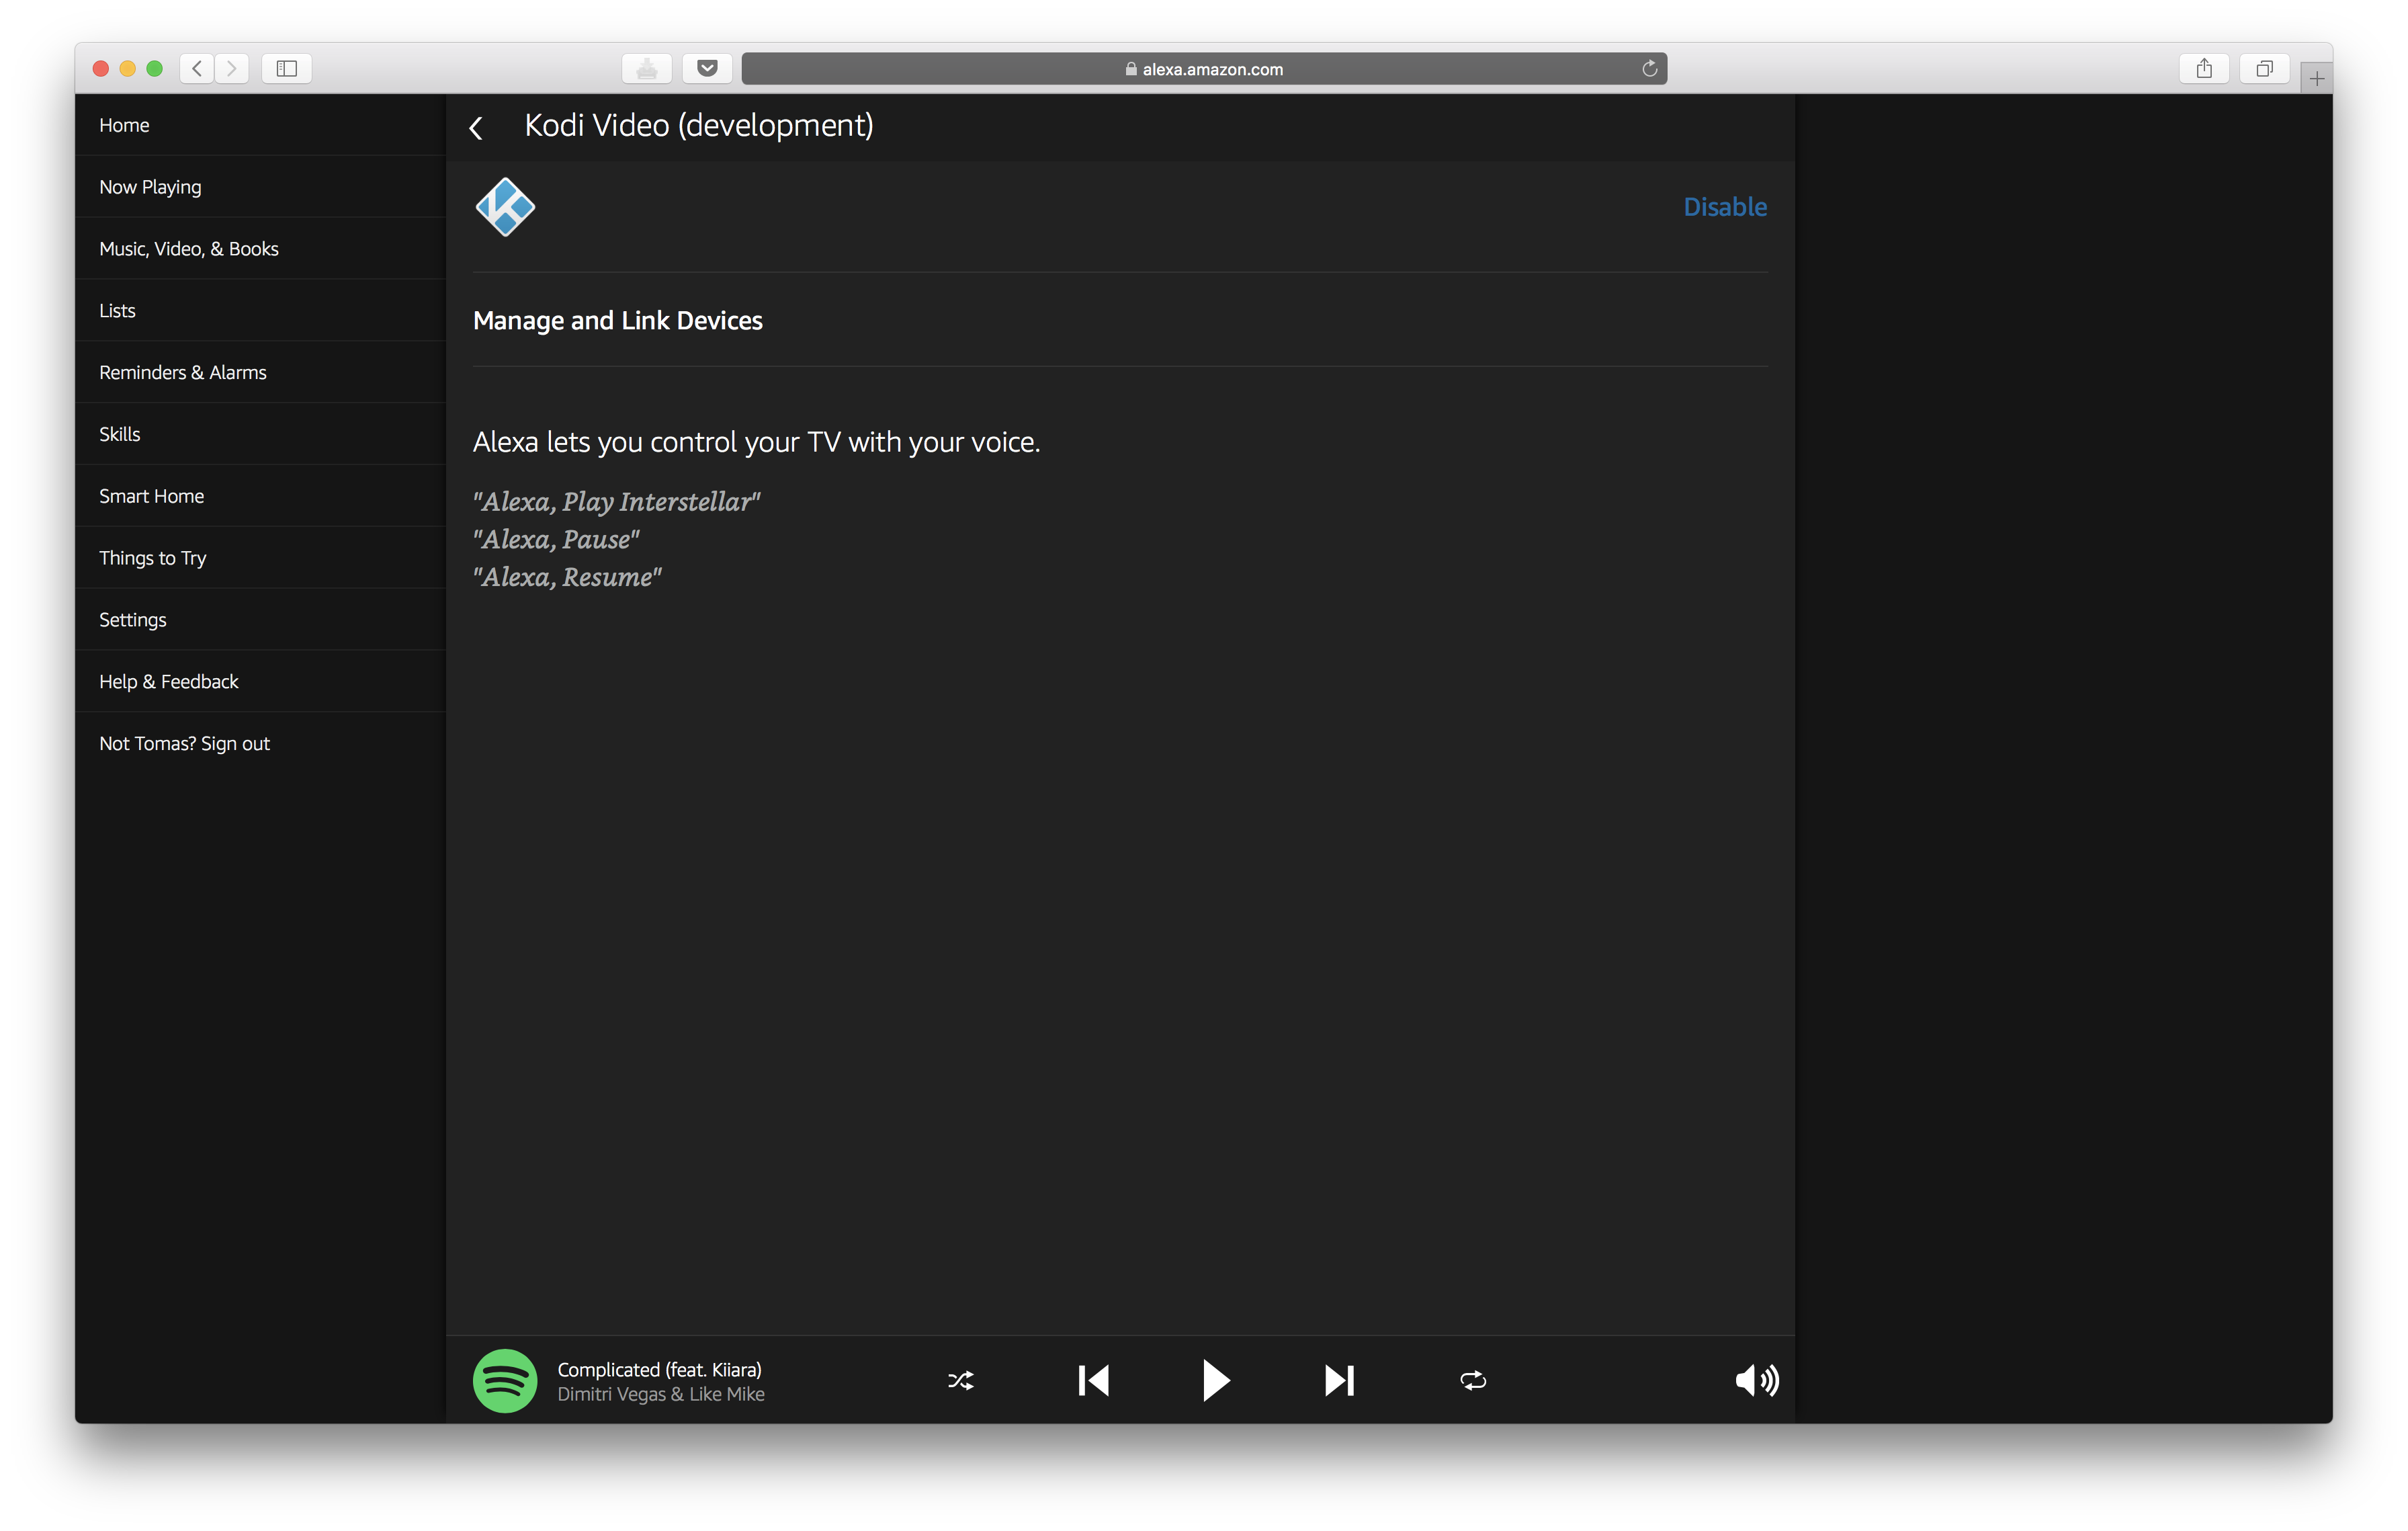 alexa.amazon.com
Home
Now Playing
Music, Video, & Books
Lists
Reminders & Alarms
Skills
Smart Home
Things to Try
Settings
Help & Feedback
Not Tomas? Sign out
Kodi Video (development)
Disable
Manage and Link Devices
Alexa lets you control your TV with your voice.
"Alexa, Play Interstellar"
"Alexa, Pause"
"Alexa, Resume"
Complicated (feat. Kiiara)
Dimitri Vegas & Like Mike